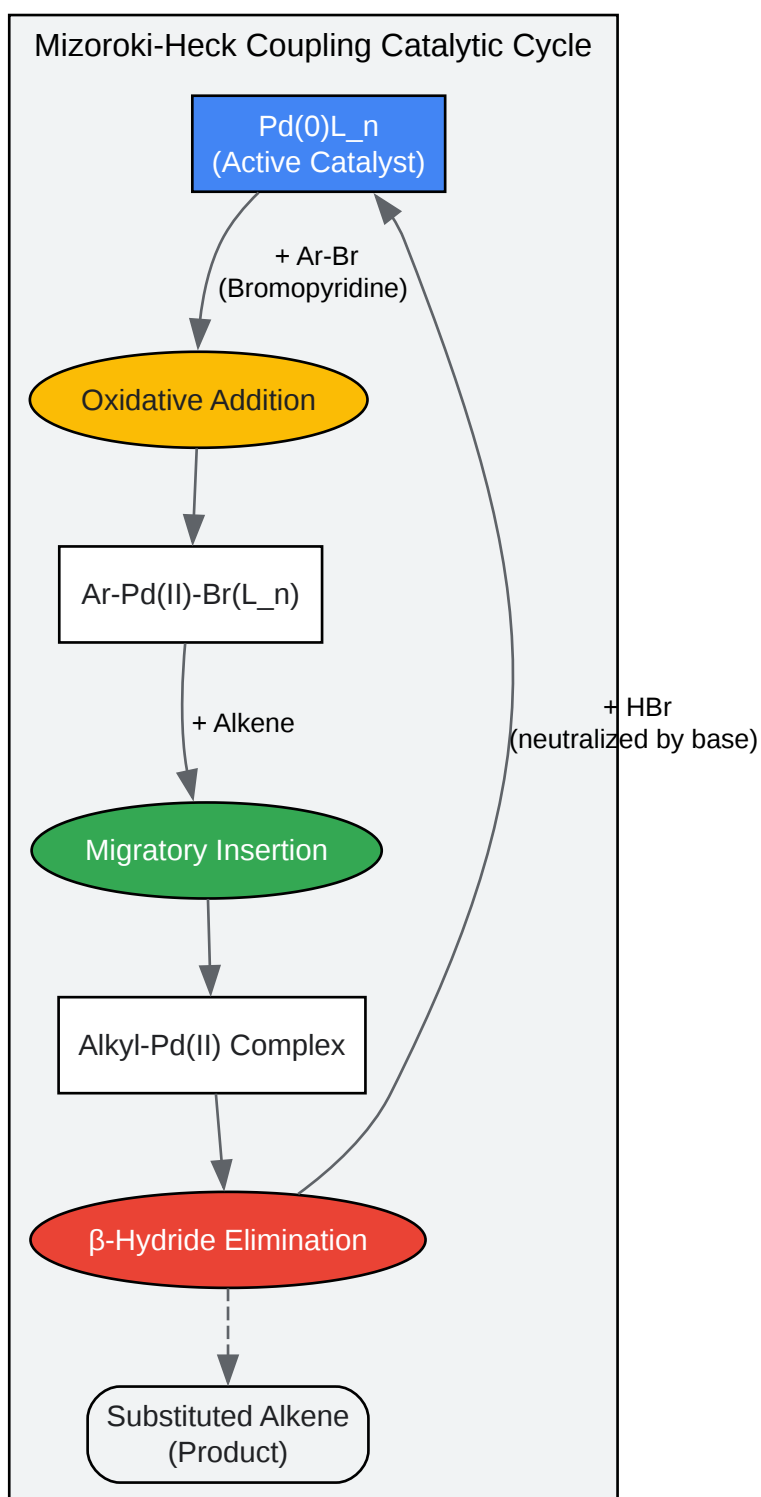 Mizoroki-Heck Coupling Catalytic Cycle
Pd(0)L_n
(Active Catalyst)
+ Ar-Br
(Bromopyridine)
Oxidative Addition
Ar-Pd(II)-Br(L_n)
+ Alkene
+ HBr
(neutralized by base)
Migratory Insertion
Alkyl-Pd(II) Complex
β-Hydride Elimination
Substituted Alkene
(Product)